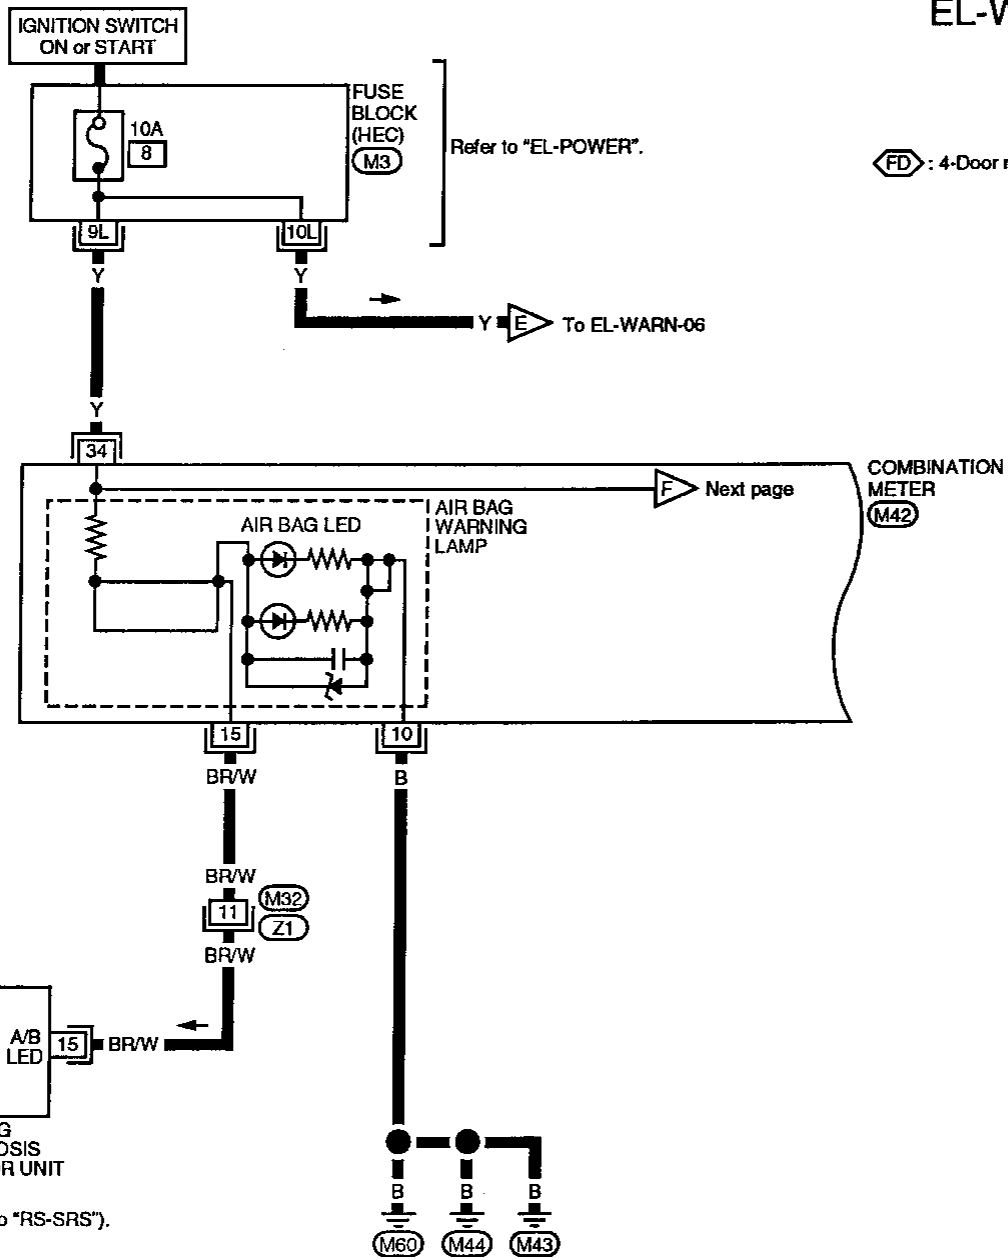 EL-W
IGNITION SWITCH
ON or START
FUSE
BLOCK
(HEC)
M3
10A
8
Refer to "EL-POWER".
FD : 4-Door
9L
10L
Y
Y
Y
E
To EL-WARN-06
Y
34
COMBINATION
METER
M42
F
Next page
AIR BAG
WARNING
LAMP
AIR BAG LED
15
10
BR/W
B
BR/W
11
M32
Z1
BR/W
A/B
LED
15
BR/W
G
OSIS
R UNIT
o "RS-SRS").
B
B
B
M60
M44
M43